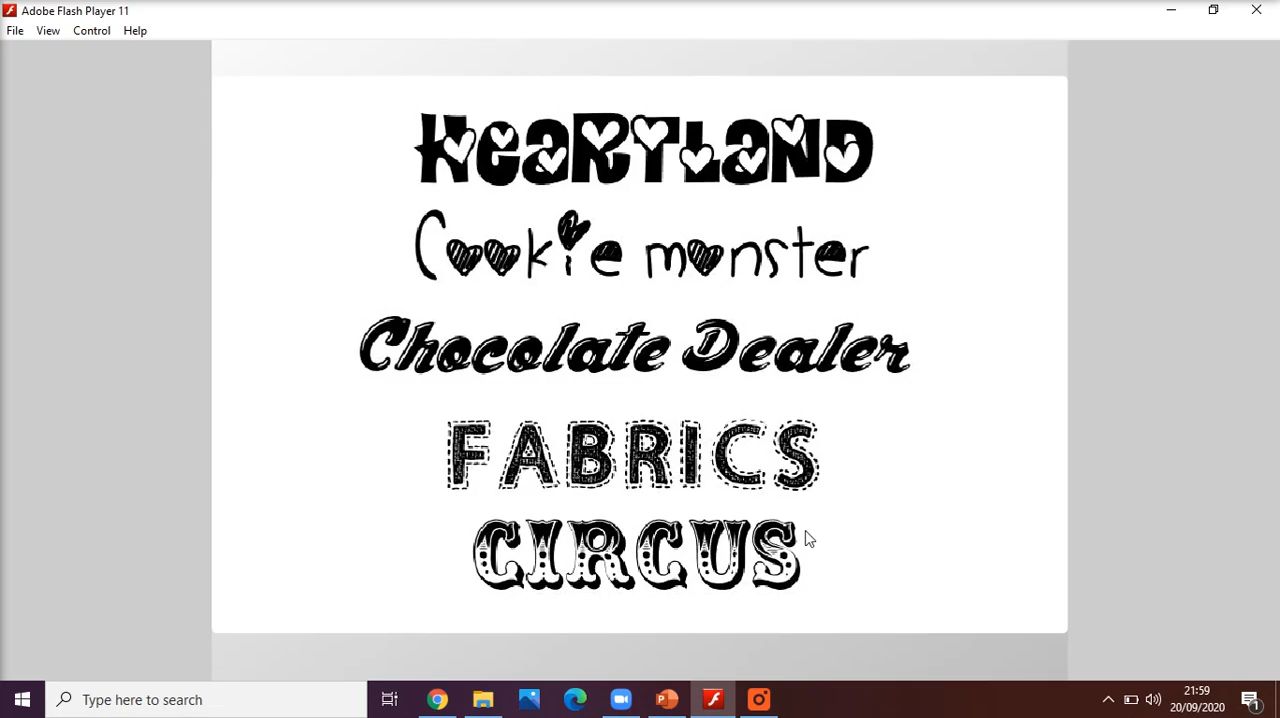 Adobe Flash Player 11
File View Control Help
HeaRTLaND
Cookie monster
Chocolate Dealer
FABRICS
CIRCUS
Type here to search
21:59
20/09/2020
1